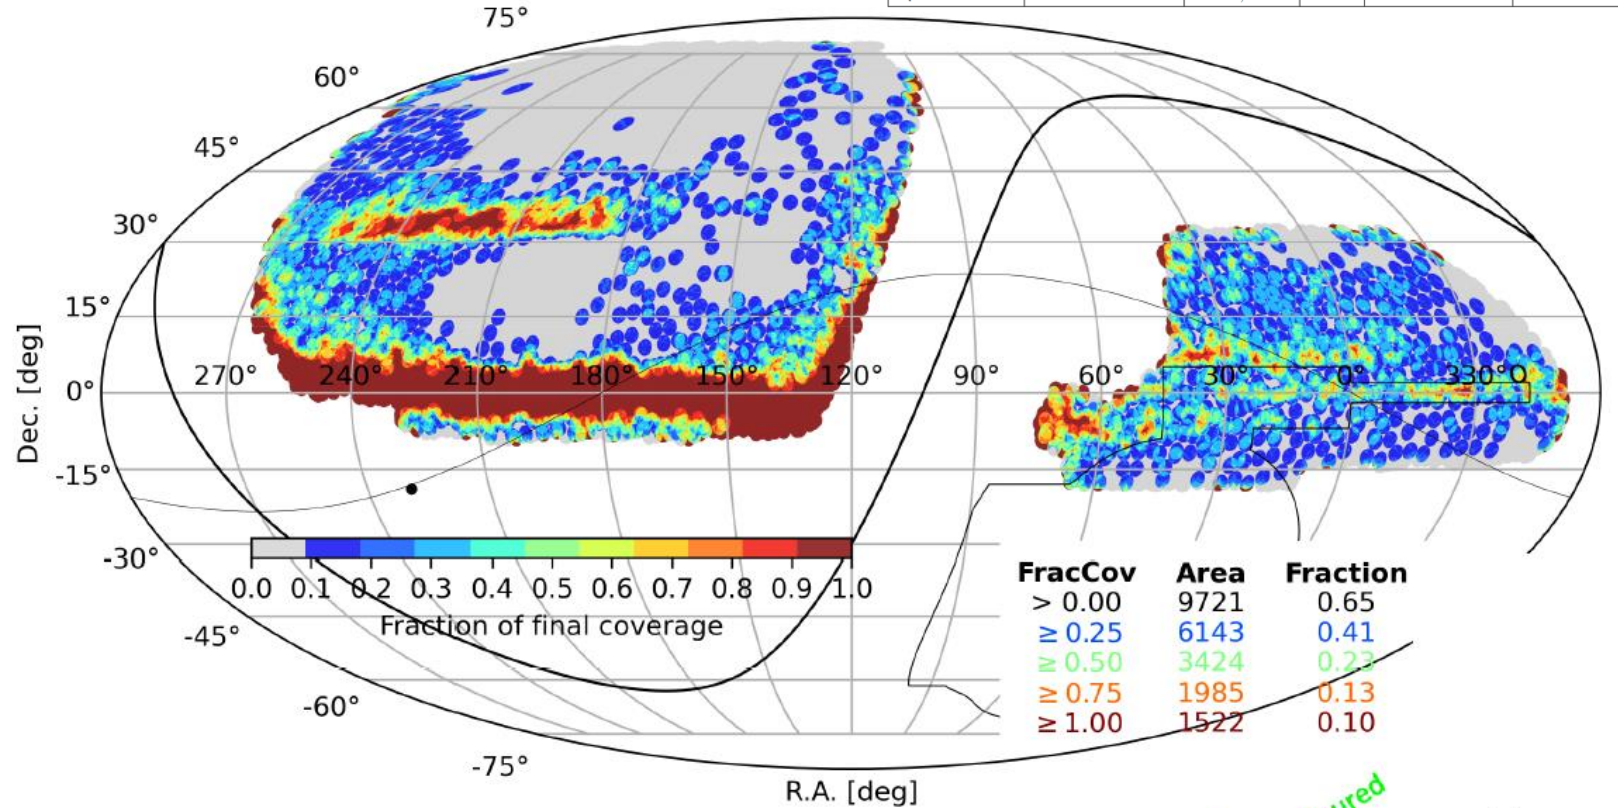 75°
60°
45°
30°
15°
0°
-15°
-30°
-45°
-60°
-75°
Dec. [deg]
270° 240° 210° 180° 150° 120° 90° 60° 30° 0° 330°
0.0 0.1 0.2 0.3 0.4 0.5 0.6 0.7 0.8 0.9 1.0
Fraction of final coverage
FracCov Area Fraction
> 0.00 9721 0.65
≥ 0.25 6143 0.41
≥ 0.50 3424 0.23
≥ 0.75 1985 0.13
≥ 1.00 1522 0.10
R.A. [deg]